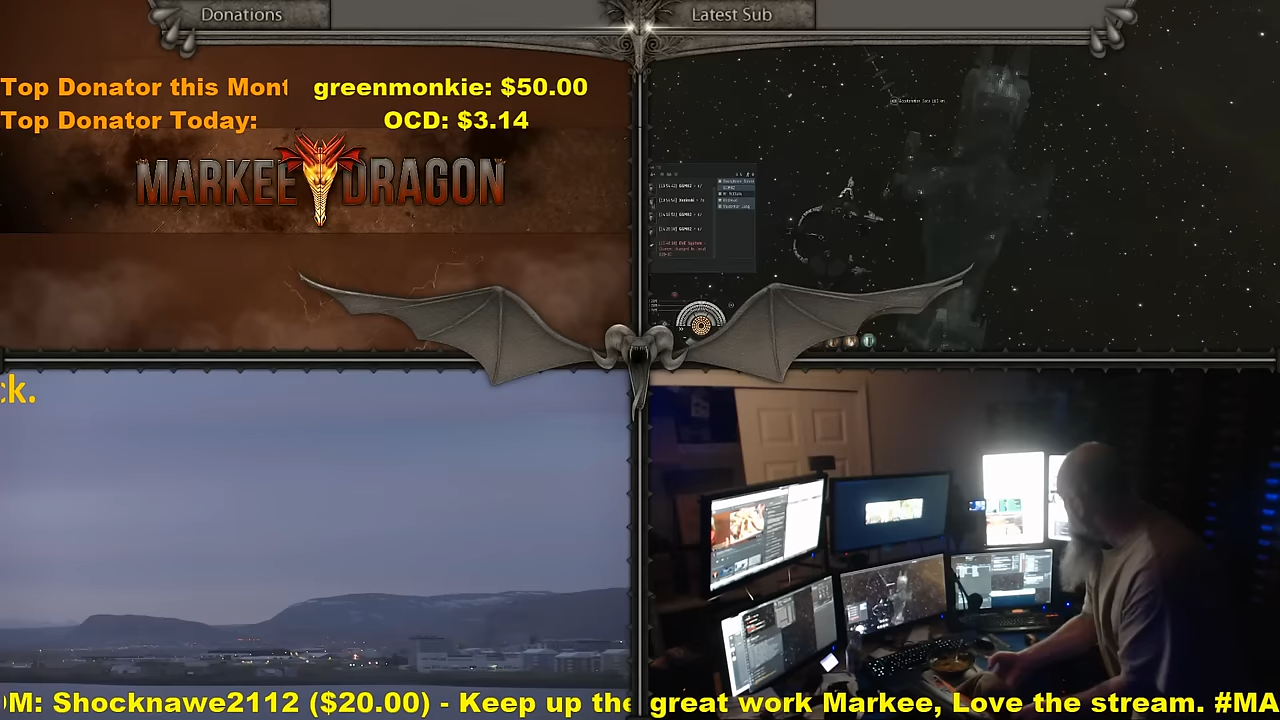 Donations
Latest Sub
Top Donator this Mont
greenmonkie: $50.00
Top Donator Today:
OCD: $3.14
MARKEE DRAGON
ck.
OM: Shocknawe2112 ($20.00) - Keep up the great work Markee, Love the stream. #MA